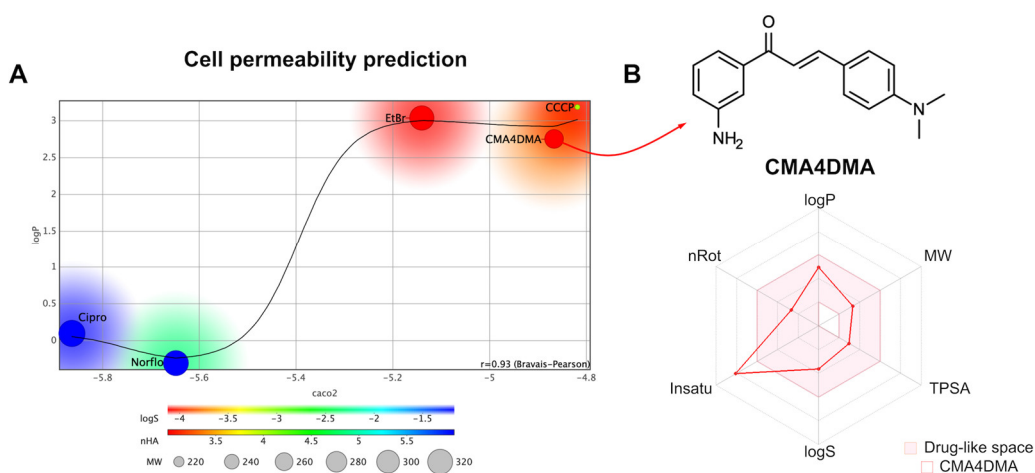 Cell permeability prediction
A
B
O
NH2
N
CMA4DMA
3
2.5
2
1.5
1
0.5
0
logP
CCCP
EtBr
CMA4DMA
Cipro
Norflo
r=0.93 (Bravais-Pearson)
−5.8
−5.6
−5.4
−5.2
−5
−4.8
caco2
logS
−4
−3.5
−3
−2.5
−2
−1.5
nHA
3.5
4
4.5
5
5.5
MW
220
240
260
280
300
320
logP
nRot
MW
Insatu
TPSA
logS
Drug-like space
CMA4DMA